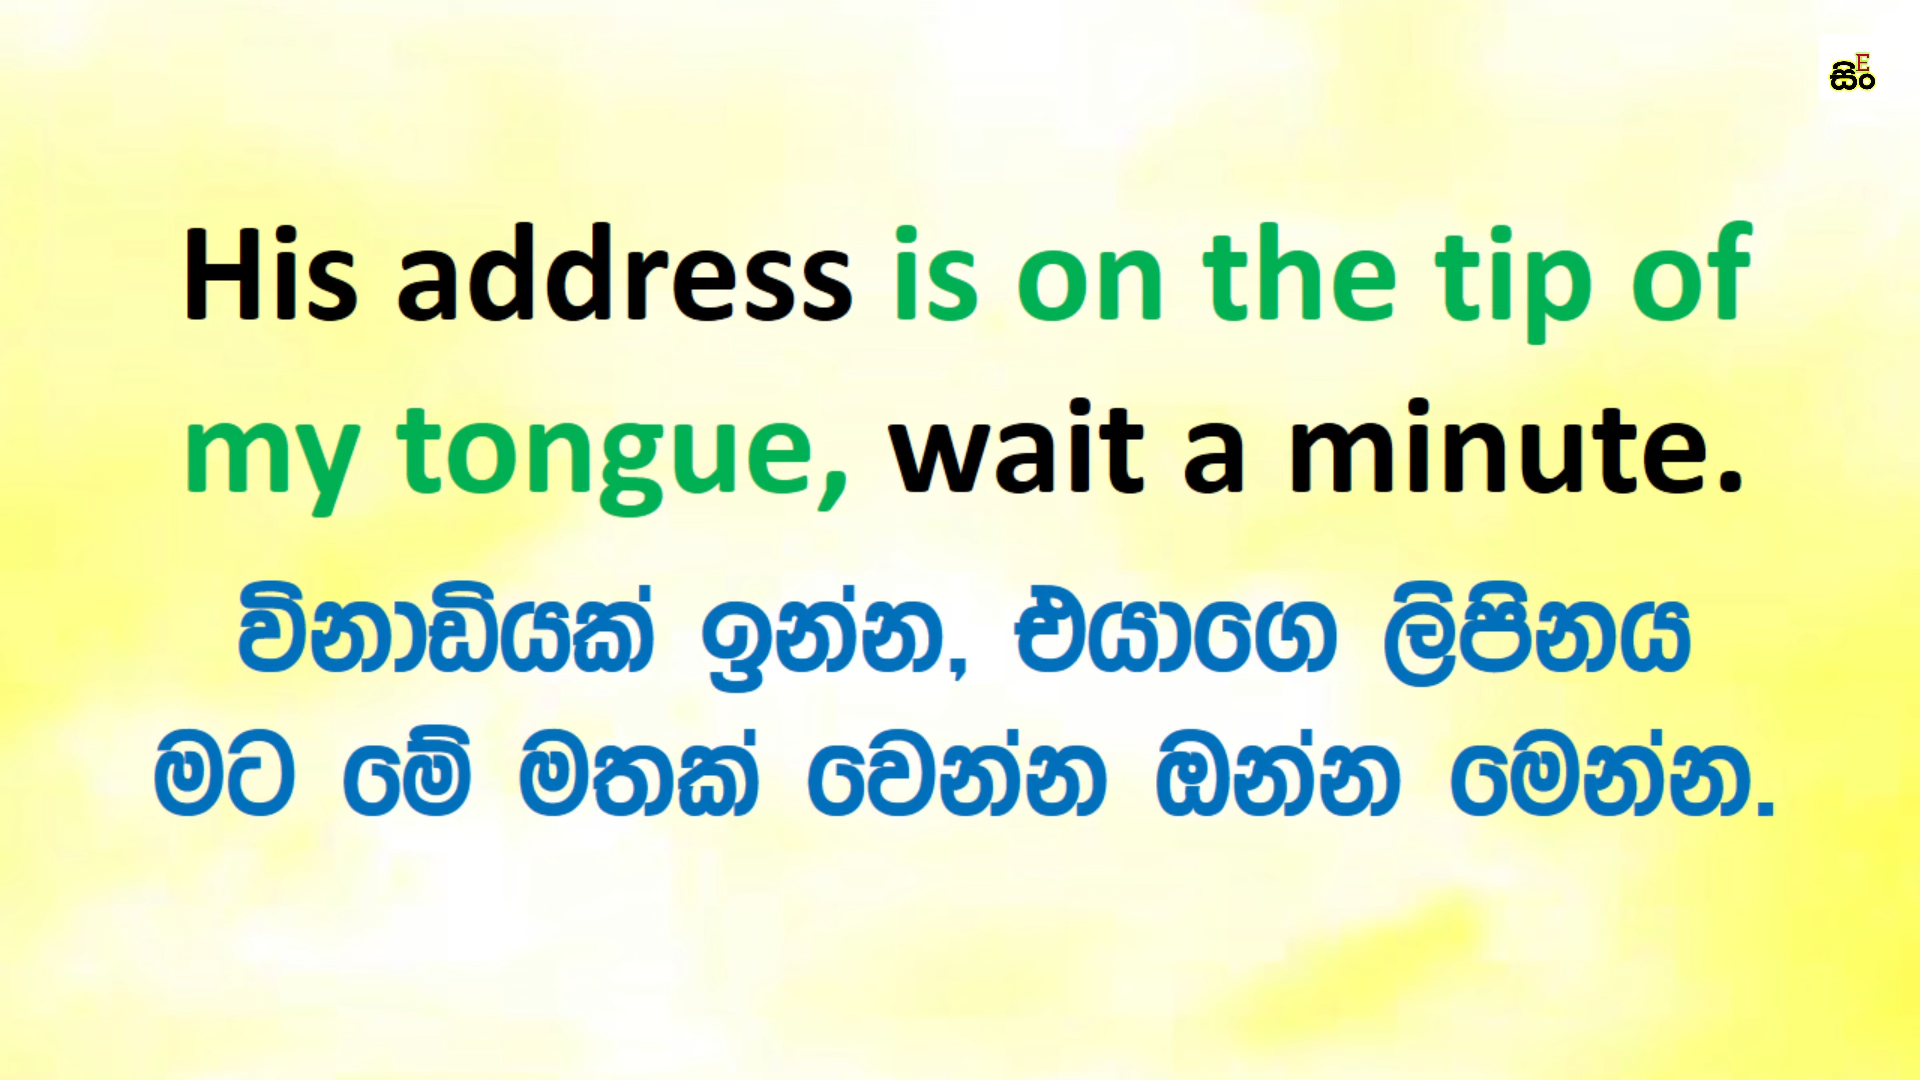 සිංE
His address is on the tip of
my tongue, wait a minute.
විනාඩියක් ඉන්න, එයාගෙ ලිපිනය
මට මේ මතක් වෙන්න ඔන්න මෙන්න.